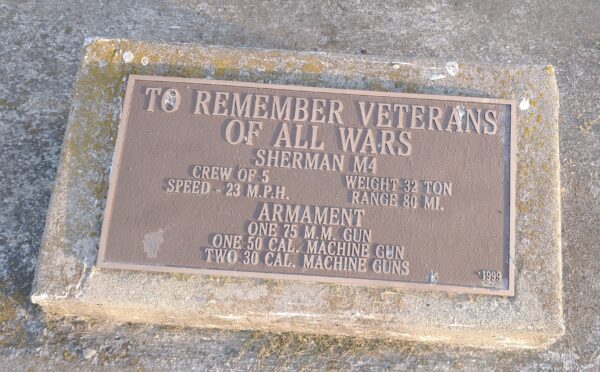 TO REMEMBER VETERANS
OF ALL WARS
SHERMAN M4
CREW OF 5 WEIGHT-32 TON
SPEED - 23 M.P.H. RANGE 80 MI.
ARMAMENT
ONE 75 M.M. GUN
ONE 50 CAL. MACHINE GUN
TWO 30 CAL. MACHINE GUNS
1999